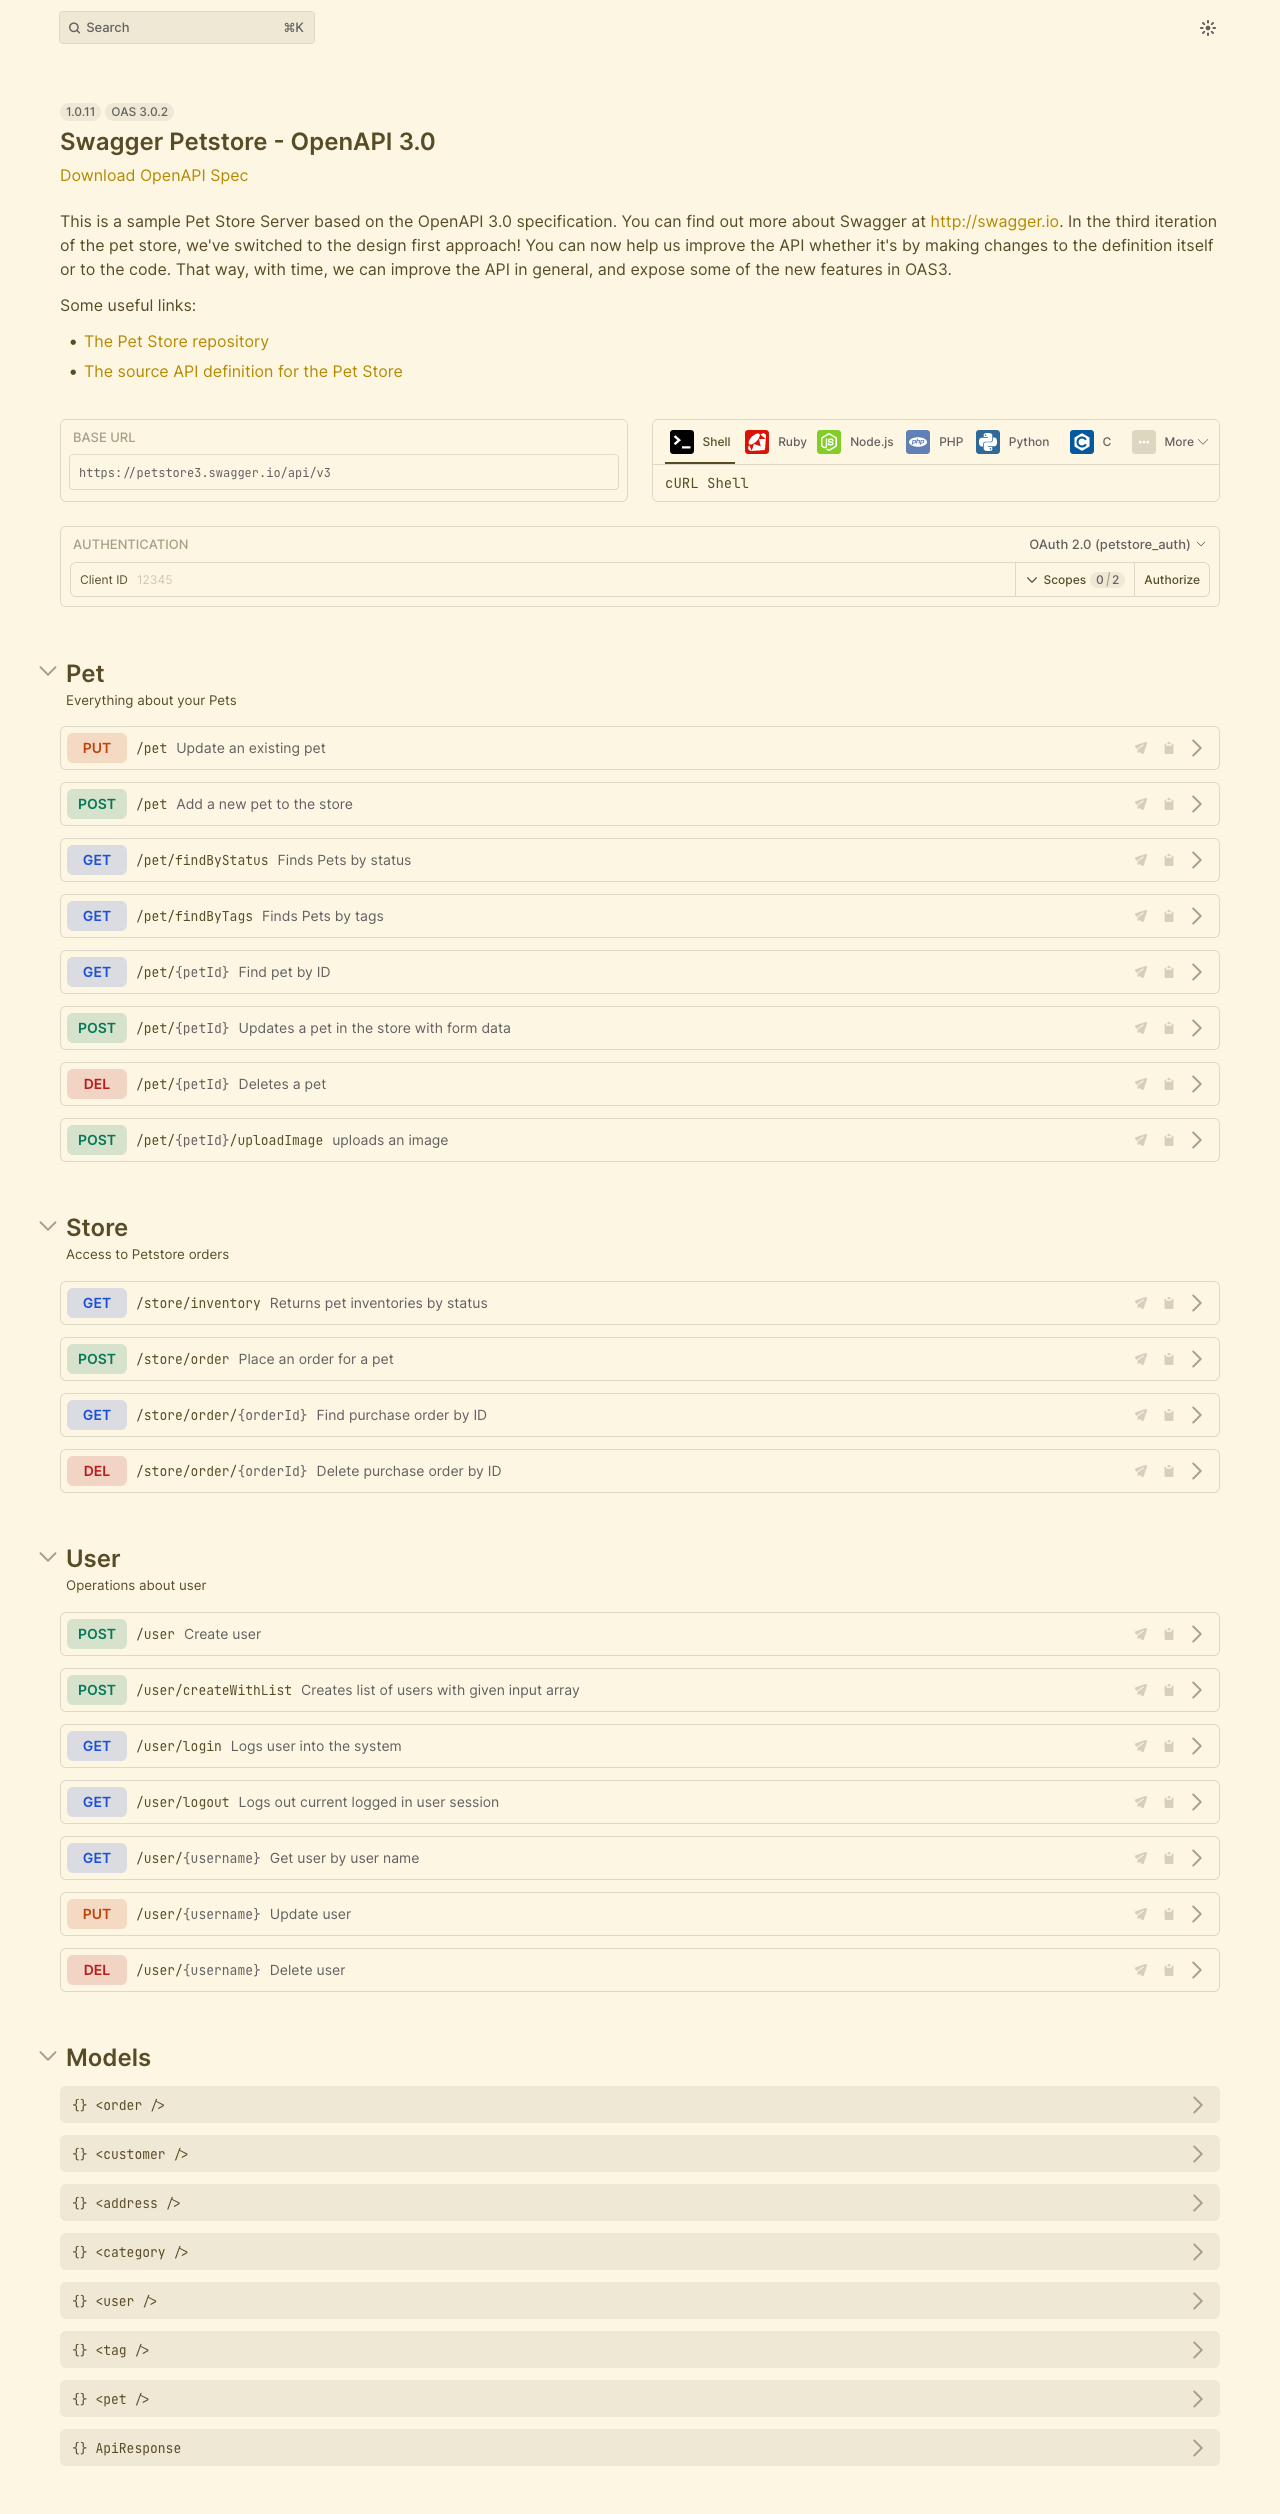 Search ⌘K
1.0.11 OAS 3.0.2
Swagger Petstore - OpenAPI 3.0
Download OpenAPI Spec
This is a sample Pet Store Server based on the OpenAPI 3.0 specification. You can find out more about Swagger at http://swagger.io. In the third iteration
of the pet store, we've switched to the design first approach! You can now help us improve the API whether it's by making changes to the definition itself
or to the code. That way, with time, we can improve the API in general, and expose some of the new features in OAS3.
Some useful links:
• The Pet Store repository
• The source API definition for the Pet Store
BASE URL
https://petstore3.swagger.io/api/v3
Shell Ruby Node.js php PHP Python C More
cURL Shell
AUTHENTICATION OAuth 2.0 (petstore_auth)
Client ID 12345 Scopes 0/2 Authorize
Pet
Everything about your Pets
PUT /pet Update an existing pet
POST /pet Add a new pet to the store
GET /pet/findByStatus Finds Pets by status
GET /pet/findByTags Finds Pets by tags
GET /pet/{petId} Find pet by ID
POST /pet/{petId} Updates a pet in the store with form data
DEL /pet/{petId} Deletes a pet
POST /pet/{petId}/uploadImage uploads an image
Store
Access to Petstore orders
GET /store/inventory Returns pet inventories by status
POST /store/order Place an order for a pet
GET /store/order/{orderId} Find purchase order by ID
DEL /store/order/{orderId} Delete purchase order by ID
User
Operations about user
POST /user Create user
POST /user/createWithList Creates list of users with given input array
GET /user/login Logs user into the system
GET /user/logout Logs out current logged in user session
GET /user/{username} Get user by user name
PUT /user/{username} Update user
DEL /user/{username} Delete user
Models
{} <order />
{} <customer />
{} <address />
{} <category />
{} <user />
{} <tag />
{} <pet />
{} ApiResponse